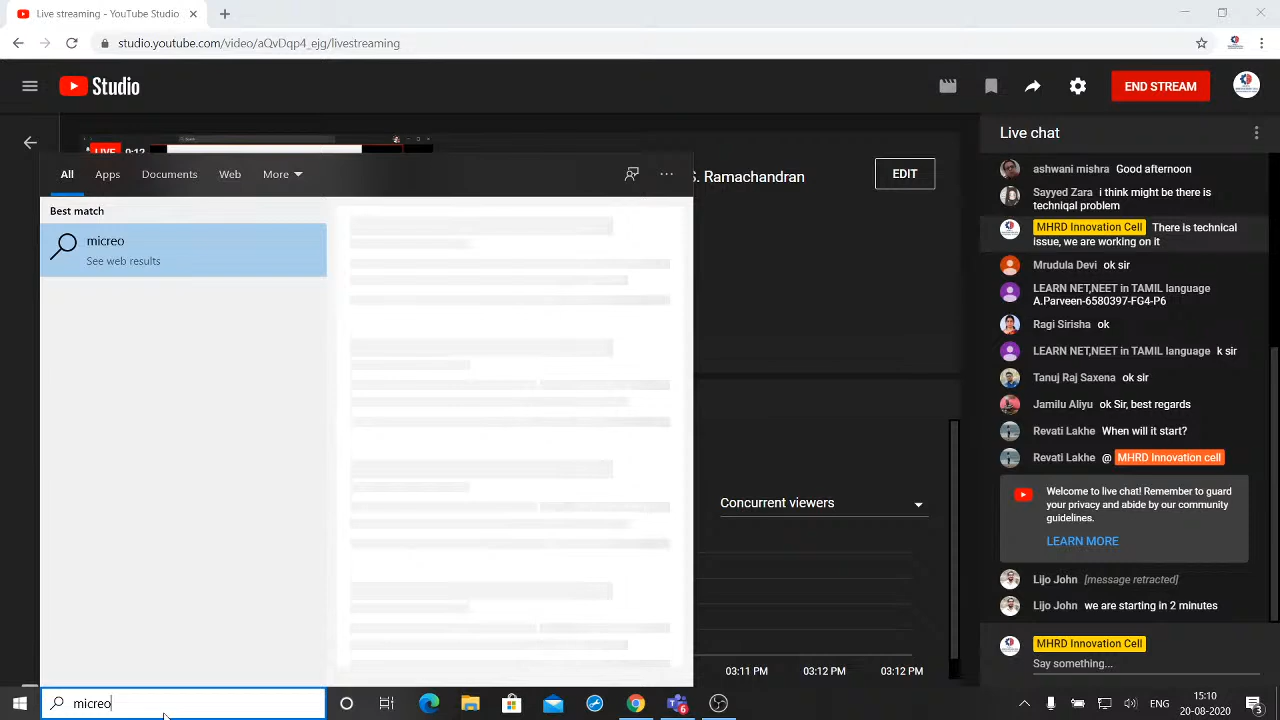 Live streaming - YouTube Studio
studio.youtube.com/video/aQvDqp4_ejg/livestreaming
Studio
END STREAM
LIVE
Live chat
All Apps Documents Web More
S. Ramachandran
EDIT
Best match
micreo
See web results
Concurrent viewers
03:11 PM 03:12 PM 03:12 PM
ashwani mishra Good afternoon
Sayyed Zara i think might be there is
techniqal problem
MHRD Innovation Cell There is technical
issue, we are working on it
Mrudula Devi ok sir
LEARN NET,NEET in TAMIL language
A.Parveen-6580397-FG4-P6
Ragi Sirisha ok
LEARN NET,NEET in TAMIL language k sir
Tanuj Raj Saxena ok sir
Jamilu Aliyu ok Sir, best regards
Revati Lakhe When will it start?
Revati Lakhe @ MHRD Innovation cell
Welcome to live chat! Remember to guard
your privacy and abide by our community
guidelines.
LEARN MORE
Lijo John [message retracted]
Lijo John we are starting in 2 minutes
MHRD Innovation Cell
Say something...
micreo
6
ENG
15:10
20-08-2020
3